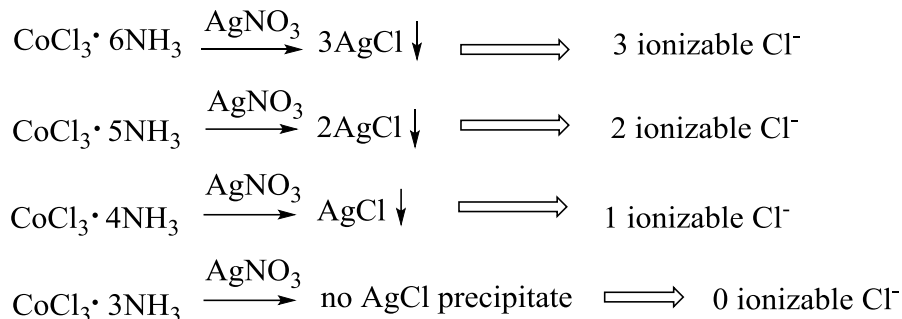 CoCl₃· 6NH₃ AgNO₃ 3AgCl↓ ⇒ 3 ionizable Cl⁻
CoCl₃· 5NH₃ AgNO₃ 2AgCl↓ ⇒ 2 ionizable Cl⁻
CoCl₃· 4NH₃ AgNO₃ AgCl↓ ⇒ 1 ionizable Cl⁻
CoCl₃· 3NH₃ AgNO₃ no AgCl precipitate ⇒ 0 ionizable Cl⁻